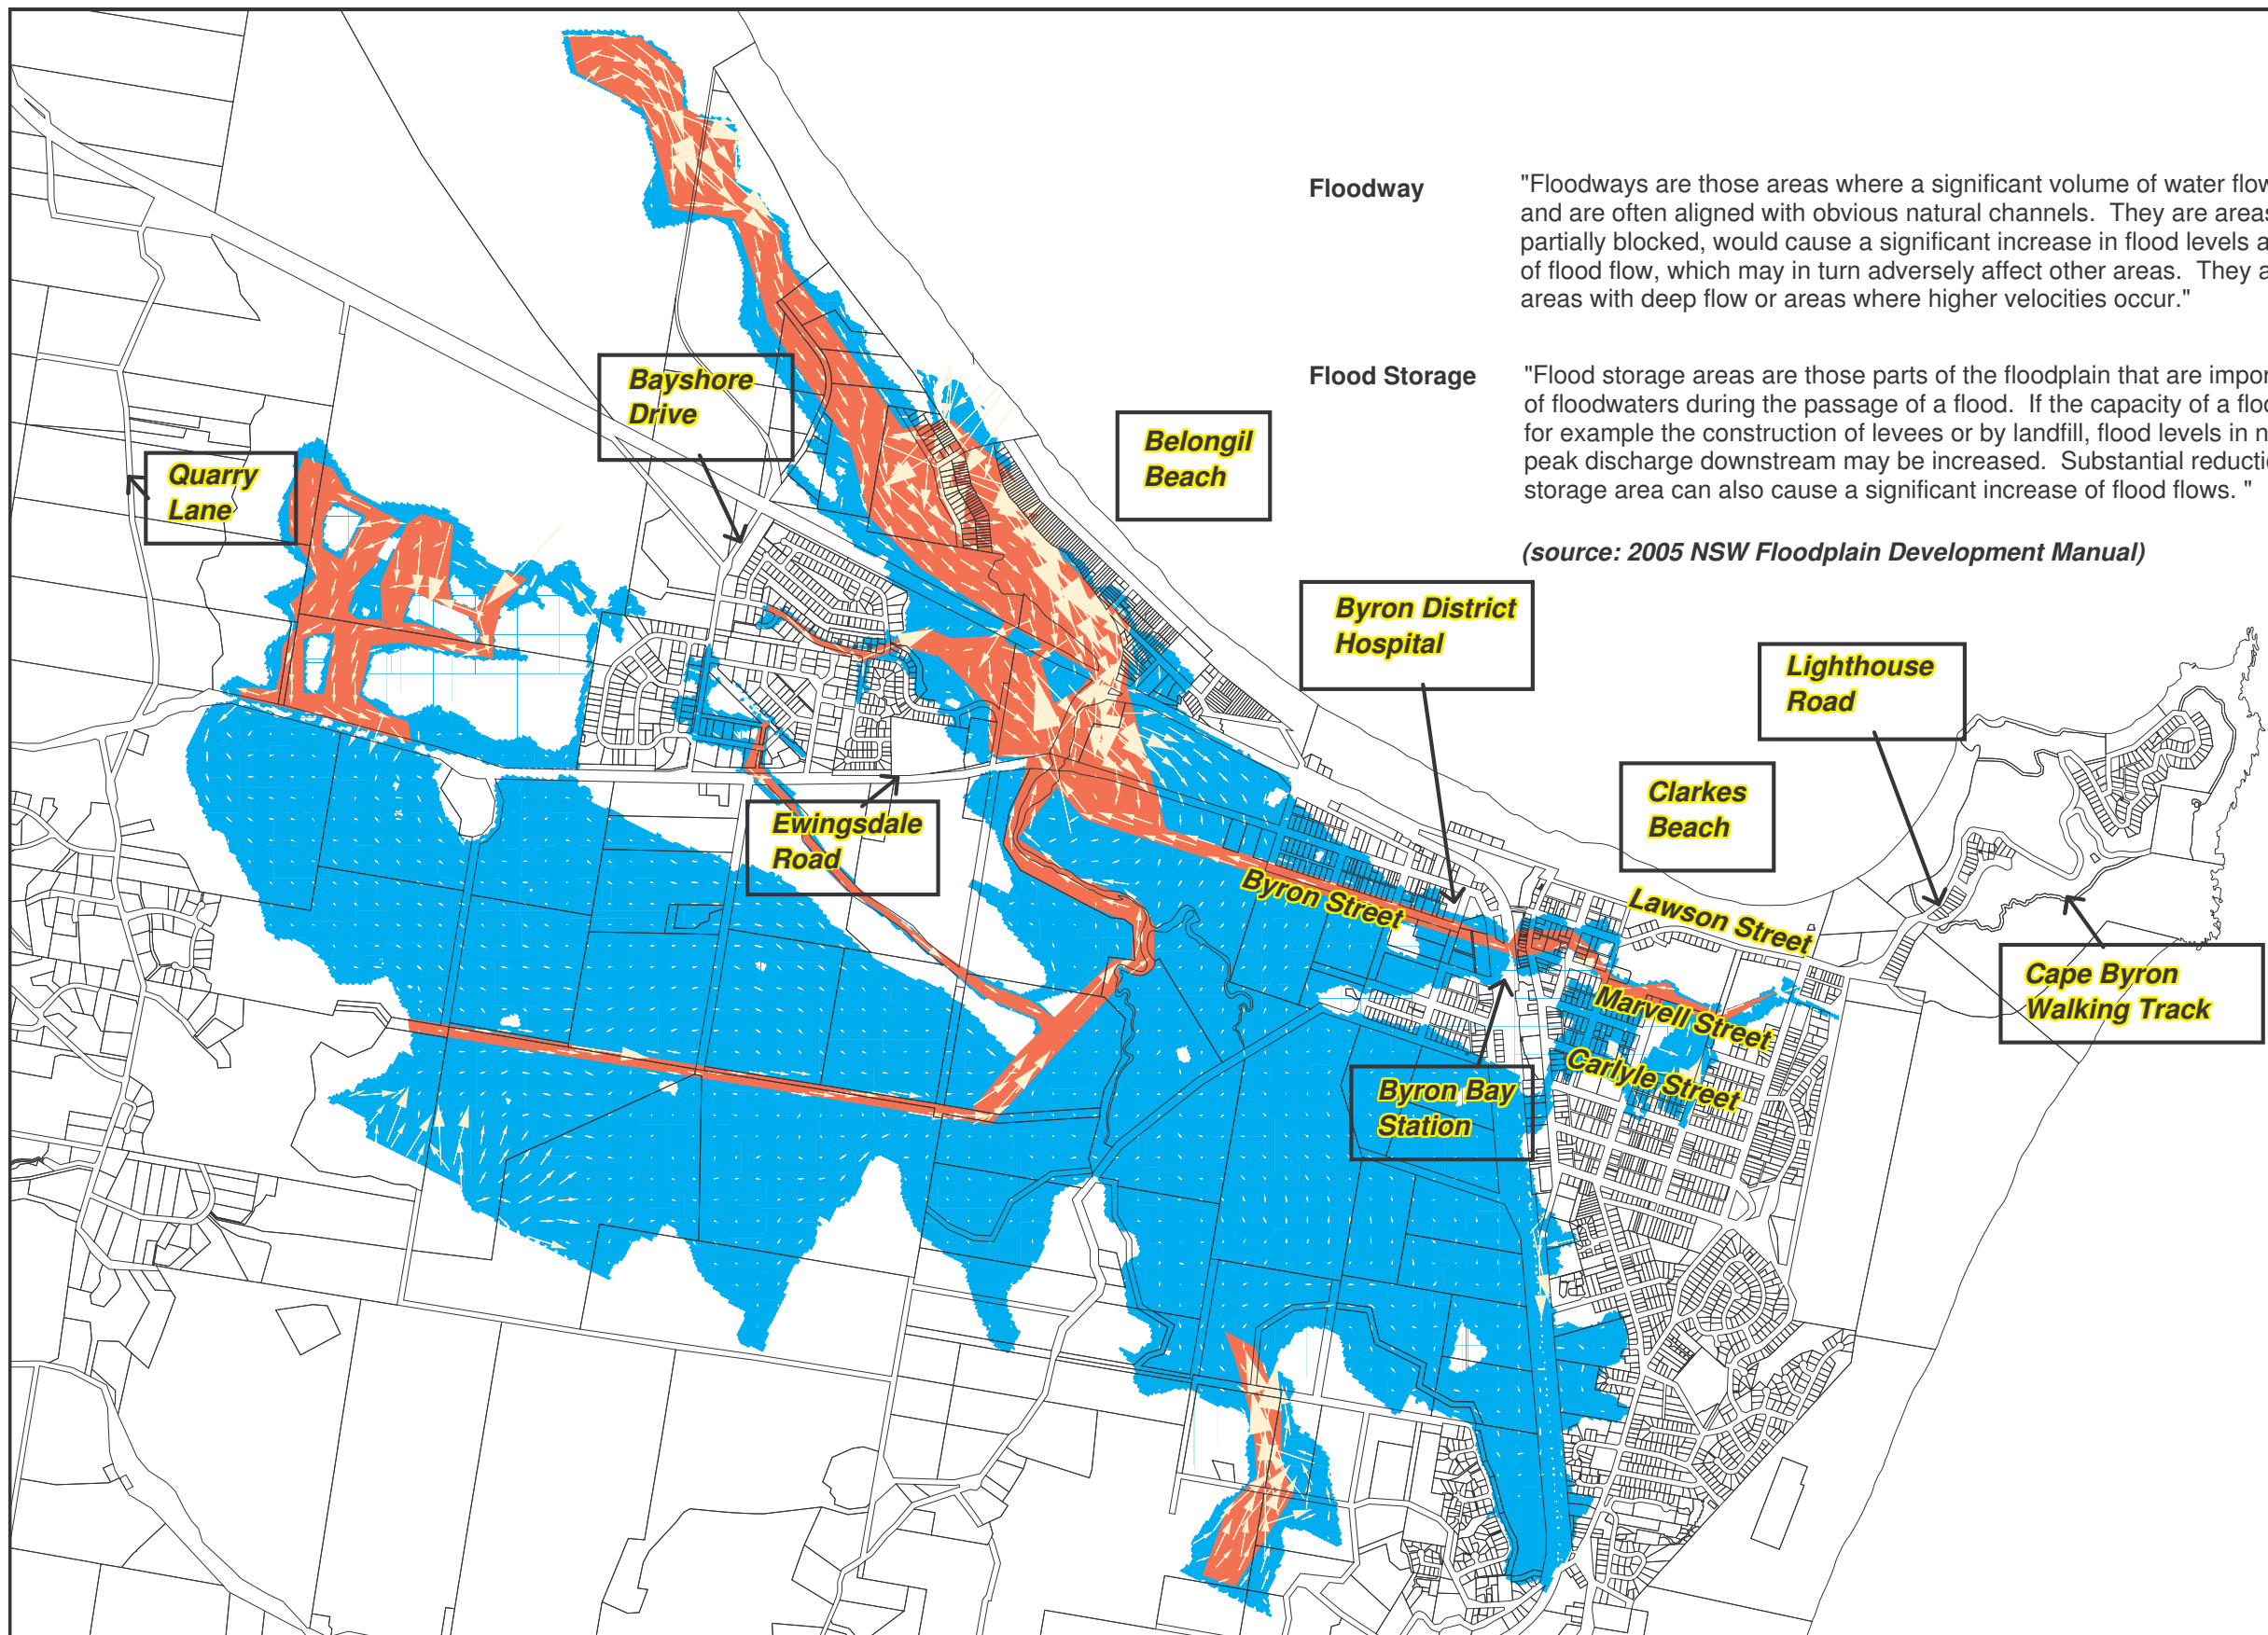 Floodway
"Floodways are those areas where a significant volume of water
and are often aligned with obvious natural channels. They are
partially blocked, would cause a significant increase in flood levels
of flood flow, which may in turn adversely affect other areas. They
areas with deep flow or areas where higher velocities occur."
Flood Storage
"Flood storage areas are those parts of the floodplain that are
of floodwaters during the passage of a flood. If the capacity of a
for example the construction of levees or by landfill, flood levels in
peak discharge downstream may be increased. Substantial
storage area can also cause a significant increase of flood flows. "
(source: 2005 NSW Floodplain Development Manual)
Bayshore
Drive
Belongil
Beach
Quarry
Lane
Byron District
Hospital
Lighthouse
Road
Clarkes
Beach
Ewingsdale
Road
Byron Street
Lawson Street
Cape Byron
Walking Track
Marvell Street
Carlyle Street
Byron Bay
Station